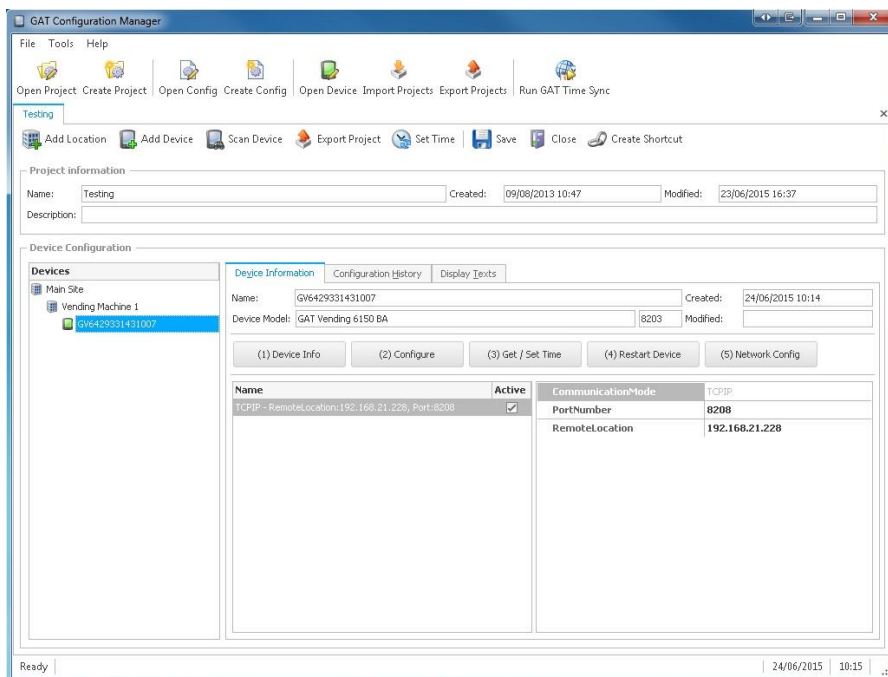 GAT Configuration Manager
File Tools Help
Open Project Create Project Open Config Create Config Open Device Import Projects Export Projects Run GAT Time Sync
Testing
Add Location Add Device Scan Device Export Project Set Time Save Close Create Shortcut
Project information
Name: Testing Created: 09/08/2013 10:47 Modified: 23/06/2015 16:37
Description:
Device Configuration
Devices
Main Site
Vending Machine 1
GV6429331431007
Device Information Configuration History Display Texts
Name: GV6429331431007 Created: 24/06/2015 10:14
Device Model: GAT Vending 6150 BA 8203 Modified:
(1) Device Info (2) Configure (3) Get / Set Time (4) Restart Device (5) Network Config
Name Active
TCPIP - RemoteLocation:192.168.21.228, Port:8208
CommunicationMode TCPIP
PortNumber 8208
RemoteLocation 192.168.21.228
Ready 24/06/2015 10:15